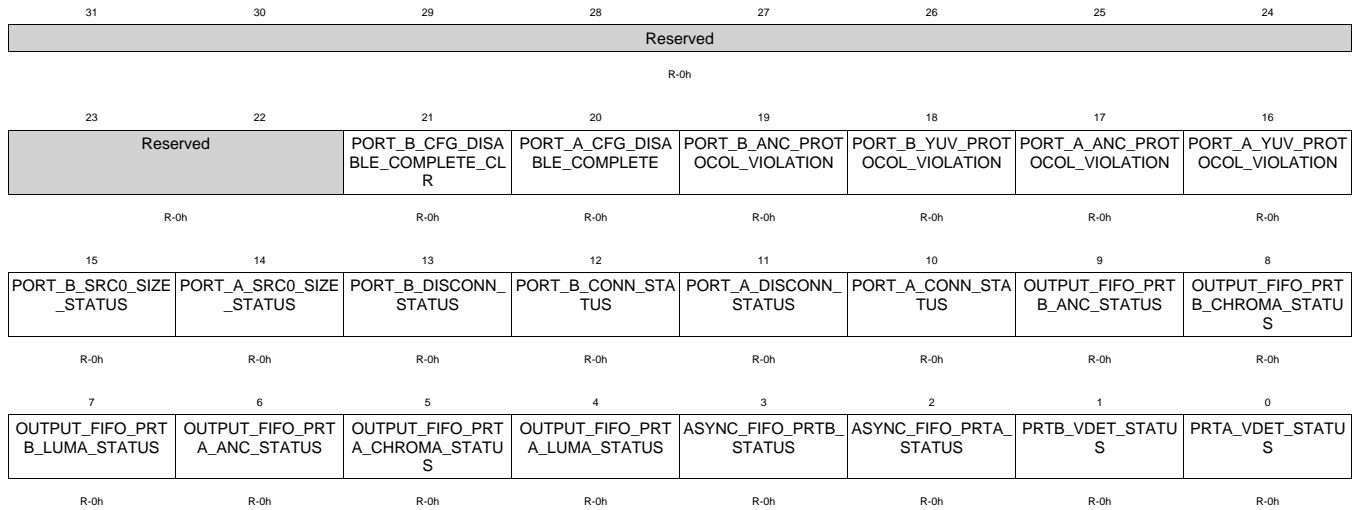 31 30 29 28 27 26 25 24
Reserved
R-0h
23 22 21 20 19 18 17 16
Reserved PORT_B_CFG_DISA PORT_A_CFG_DISA PORT_B_ANC_PROT PORT_B_YUV_PROT PORT_A_ANC_PROT PORT_A_YUV_PROT
BLE_COMPLETE_CL BLE_COMPLETE OCOL_VIOLATION OCOL_VIOLATION OCOL_VIOLATION OCOL_VIOLATION
R
R-0h R-0h R-0h R-0h R-0h R-0h R-0h
15 14 13 12 11 10 9 8
PORT_B_SRC0_SIZE PORT_A_SRC0_SIZE PORT_B_DISCONN_ PORT_B_CONN_STA PORT_A_DISCONN_ PORT_A_CONN_STA OUTPUT_FIFO_PRT OUTPUT_FIFO_PRT
_STATUS _STATUS STATUS TUS STATUS TUS B_ANC_STATUS B_CHROMA_STATU
S
R-0h R-0h R-0h R-0h R-0h R-0h R-0h R-0h
7 6 5 4 3 2 1 0
OUTPUT_FIFO_PRT OUTPUT_FIFO_PRT OUTPUT_FIFO_PRT OUTPUT_FIFO_PRT ASYNC_FIFO_PRTB_ ASYNC_FIFO_PRTA_ PRTB_VDET_STATU PRTA_VDET_STATU
B_LUMA_STATUS A_ANC_STATUS A_CHROMA_STATU A_LUMA_STATUS STATUS STATUS S S
S
R-0h R-0h R-0h R-0h R-0h R-0h R-0h R-0h